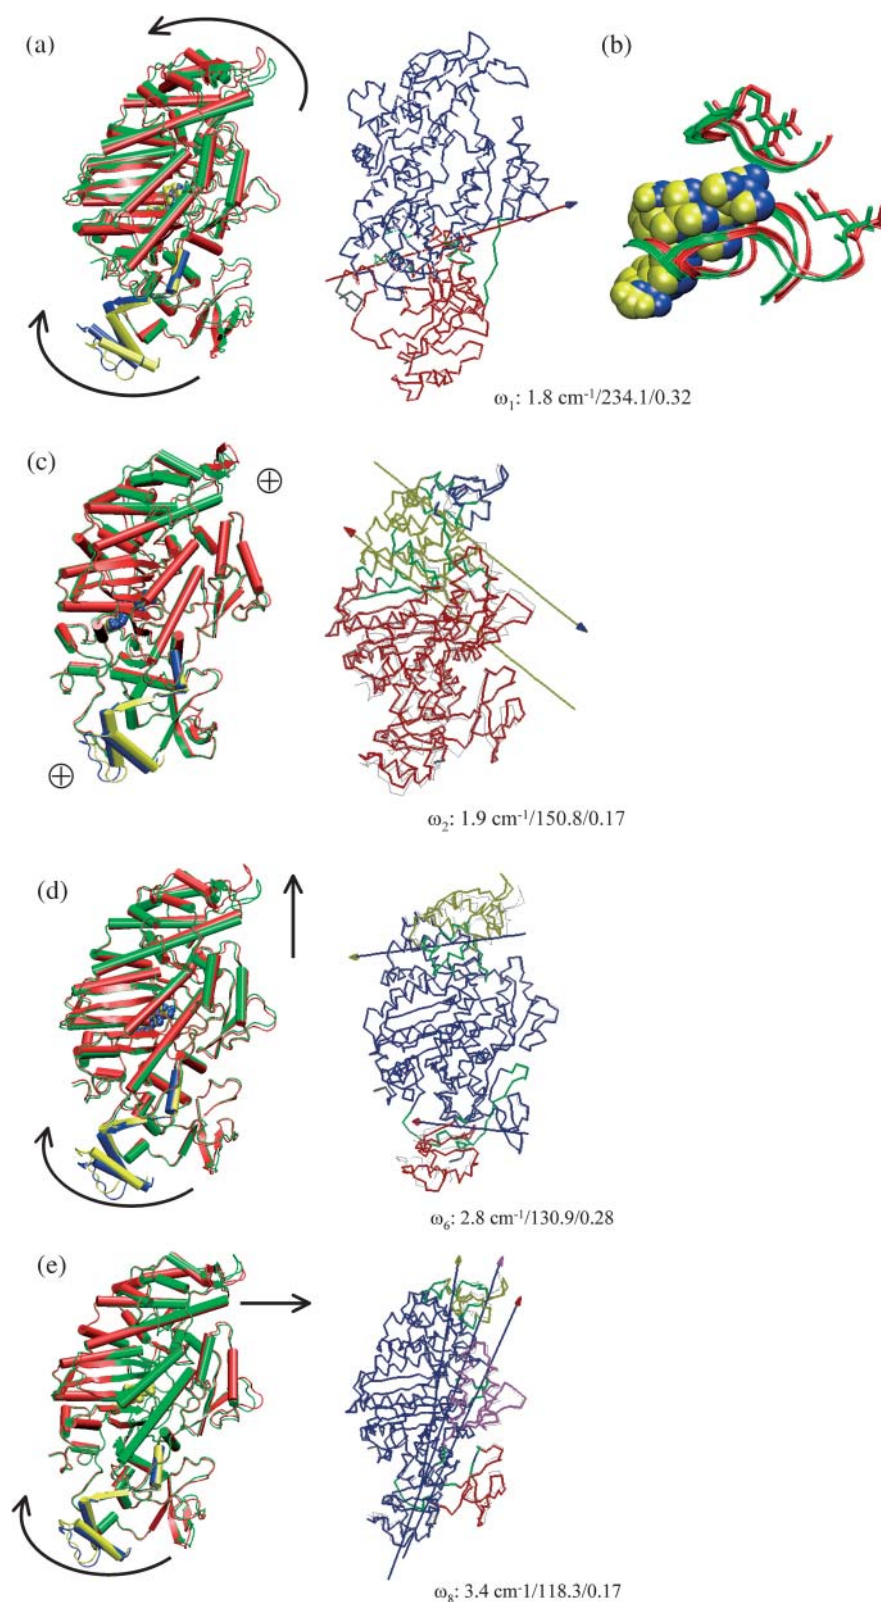 (a)
(b)
ω₁: 1.8 cm⁻¹/234.1/0.32
(c)
ω₂: 1.9 cm⁻¹/150.8/0.17
(d)
ω₆: 2.8 cm⁻¹/130.9/0.28
(e)
ω₈: 3.4 cm-1/118.3/0.17